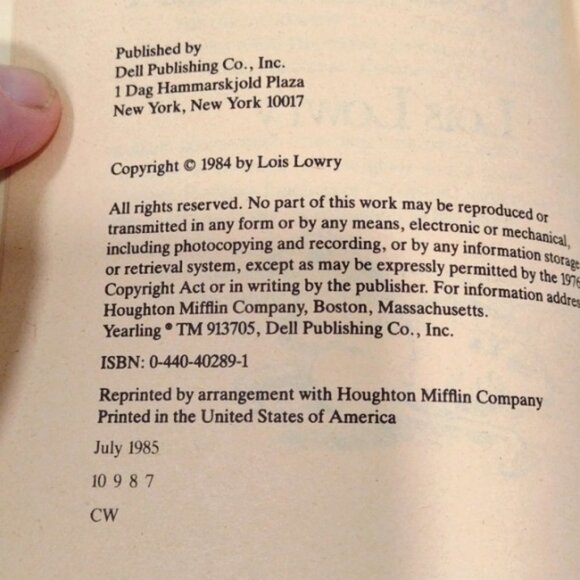 Published by
Dell Publishing Co., Inc.
1 Dag Hammarskjold Plaza
New York, New York 10017
Copyright © 1984 by Lois Lowry
All rights reserved. No part of this work may be reproduced or
transmitted in any form or by any means, electronic or mechanical,
including photocopying and recording, or by any information storage
or retrieval system, except as may be expressly permitted by the 1976
Copyright Act or in writing by the publisher. For information address
Houghton Mifflin Company, Boston, Massachusetts.
Yearling ® TM 913705, Dell Publishing Co., Inc.
ISBN: 0-440-40289-1
Reprinted by arrangement with Houghton Mifflin Company
Printed in the United States of America
July 1985
10 9 8 7
CW